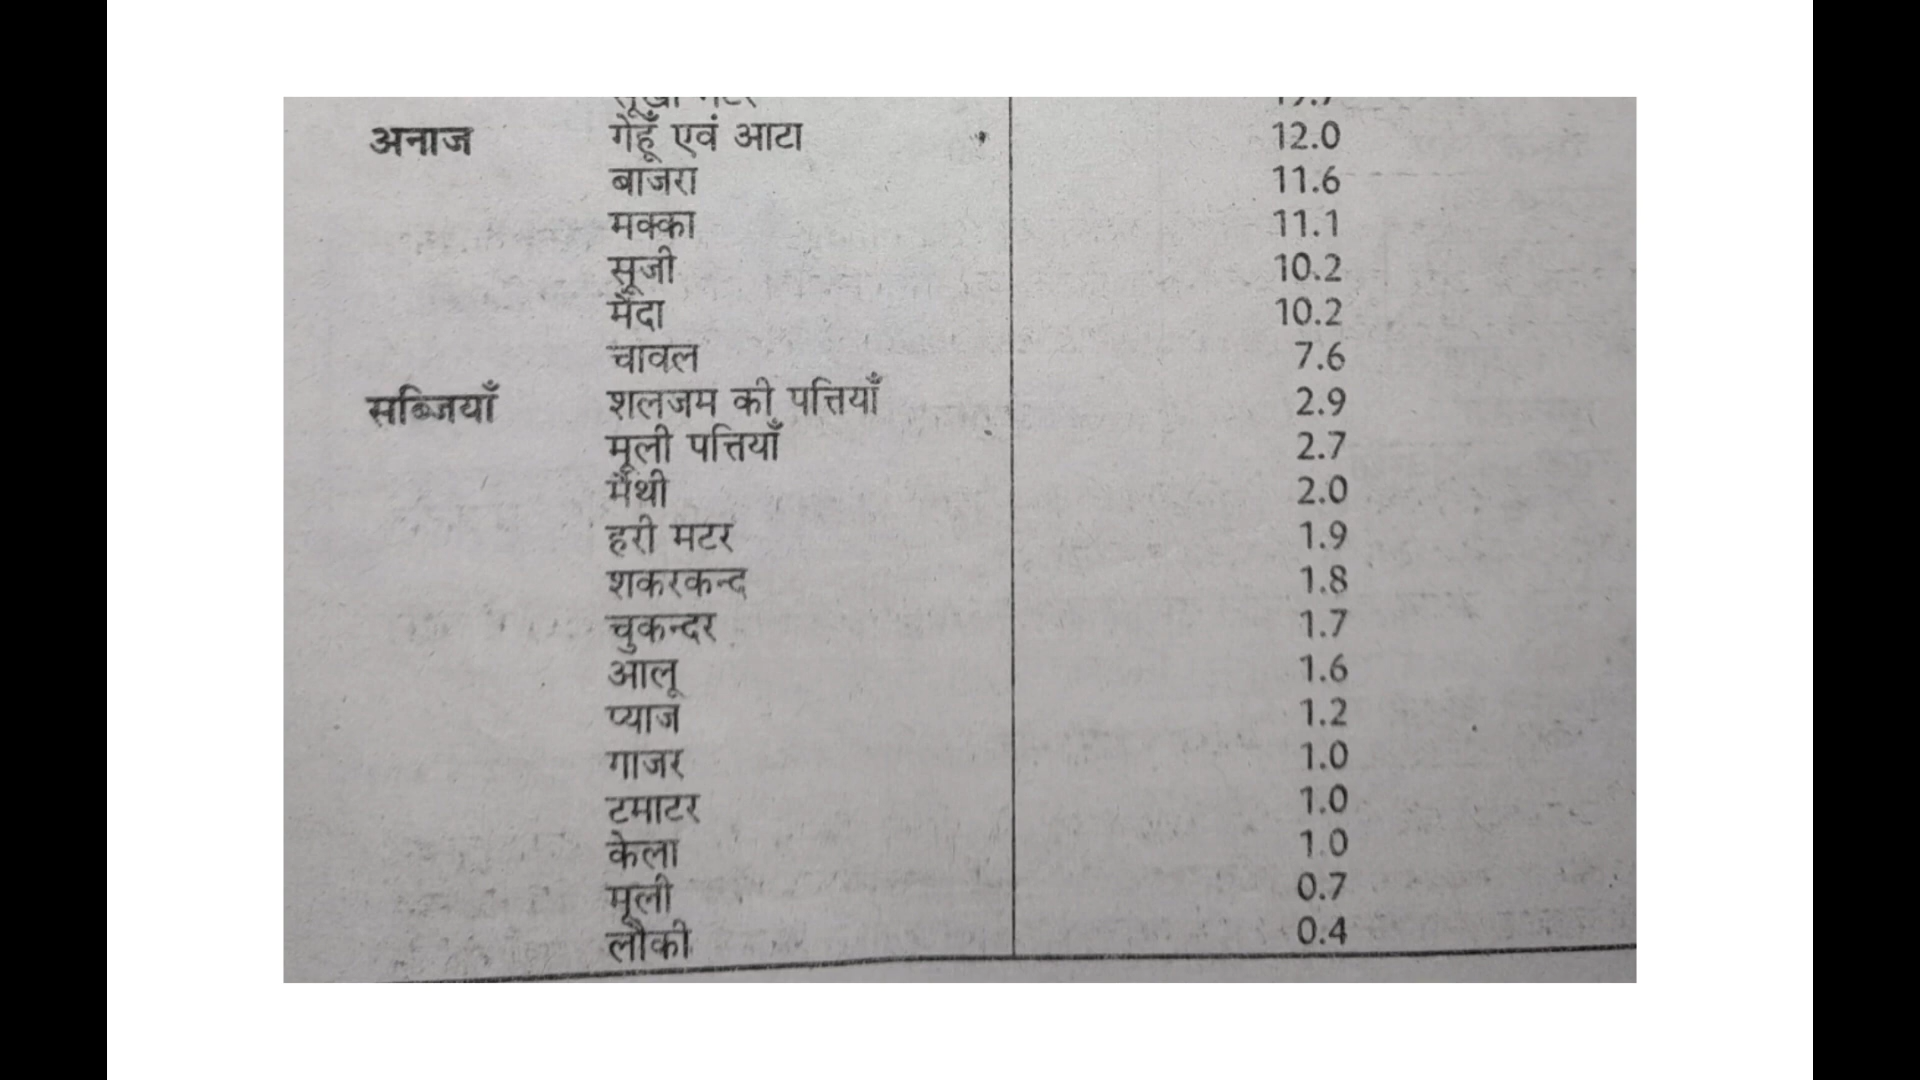 अनाज गेहूँ एवं आटा 12.0
बाजरा 11.6
मक्का 11.1
सूजी 10.2
मैदा 10.2
चावल 7.6
सब्जियाँ शलजम की पत्तियाँ 2.9
मूली पत्तियाँ 2.7
मैथी 2.0
हरी मटर 1.9
शकरकन्द 1.8
चुकन्दर 1.7
आलू 1.6
प्याज 1.2
गाजर 1.0
टमाटर 1.0
केला 1.0
मूली 0.7
लौकी 0.4